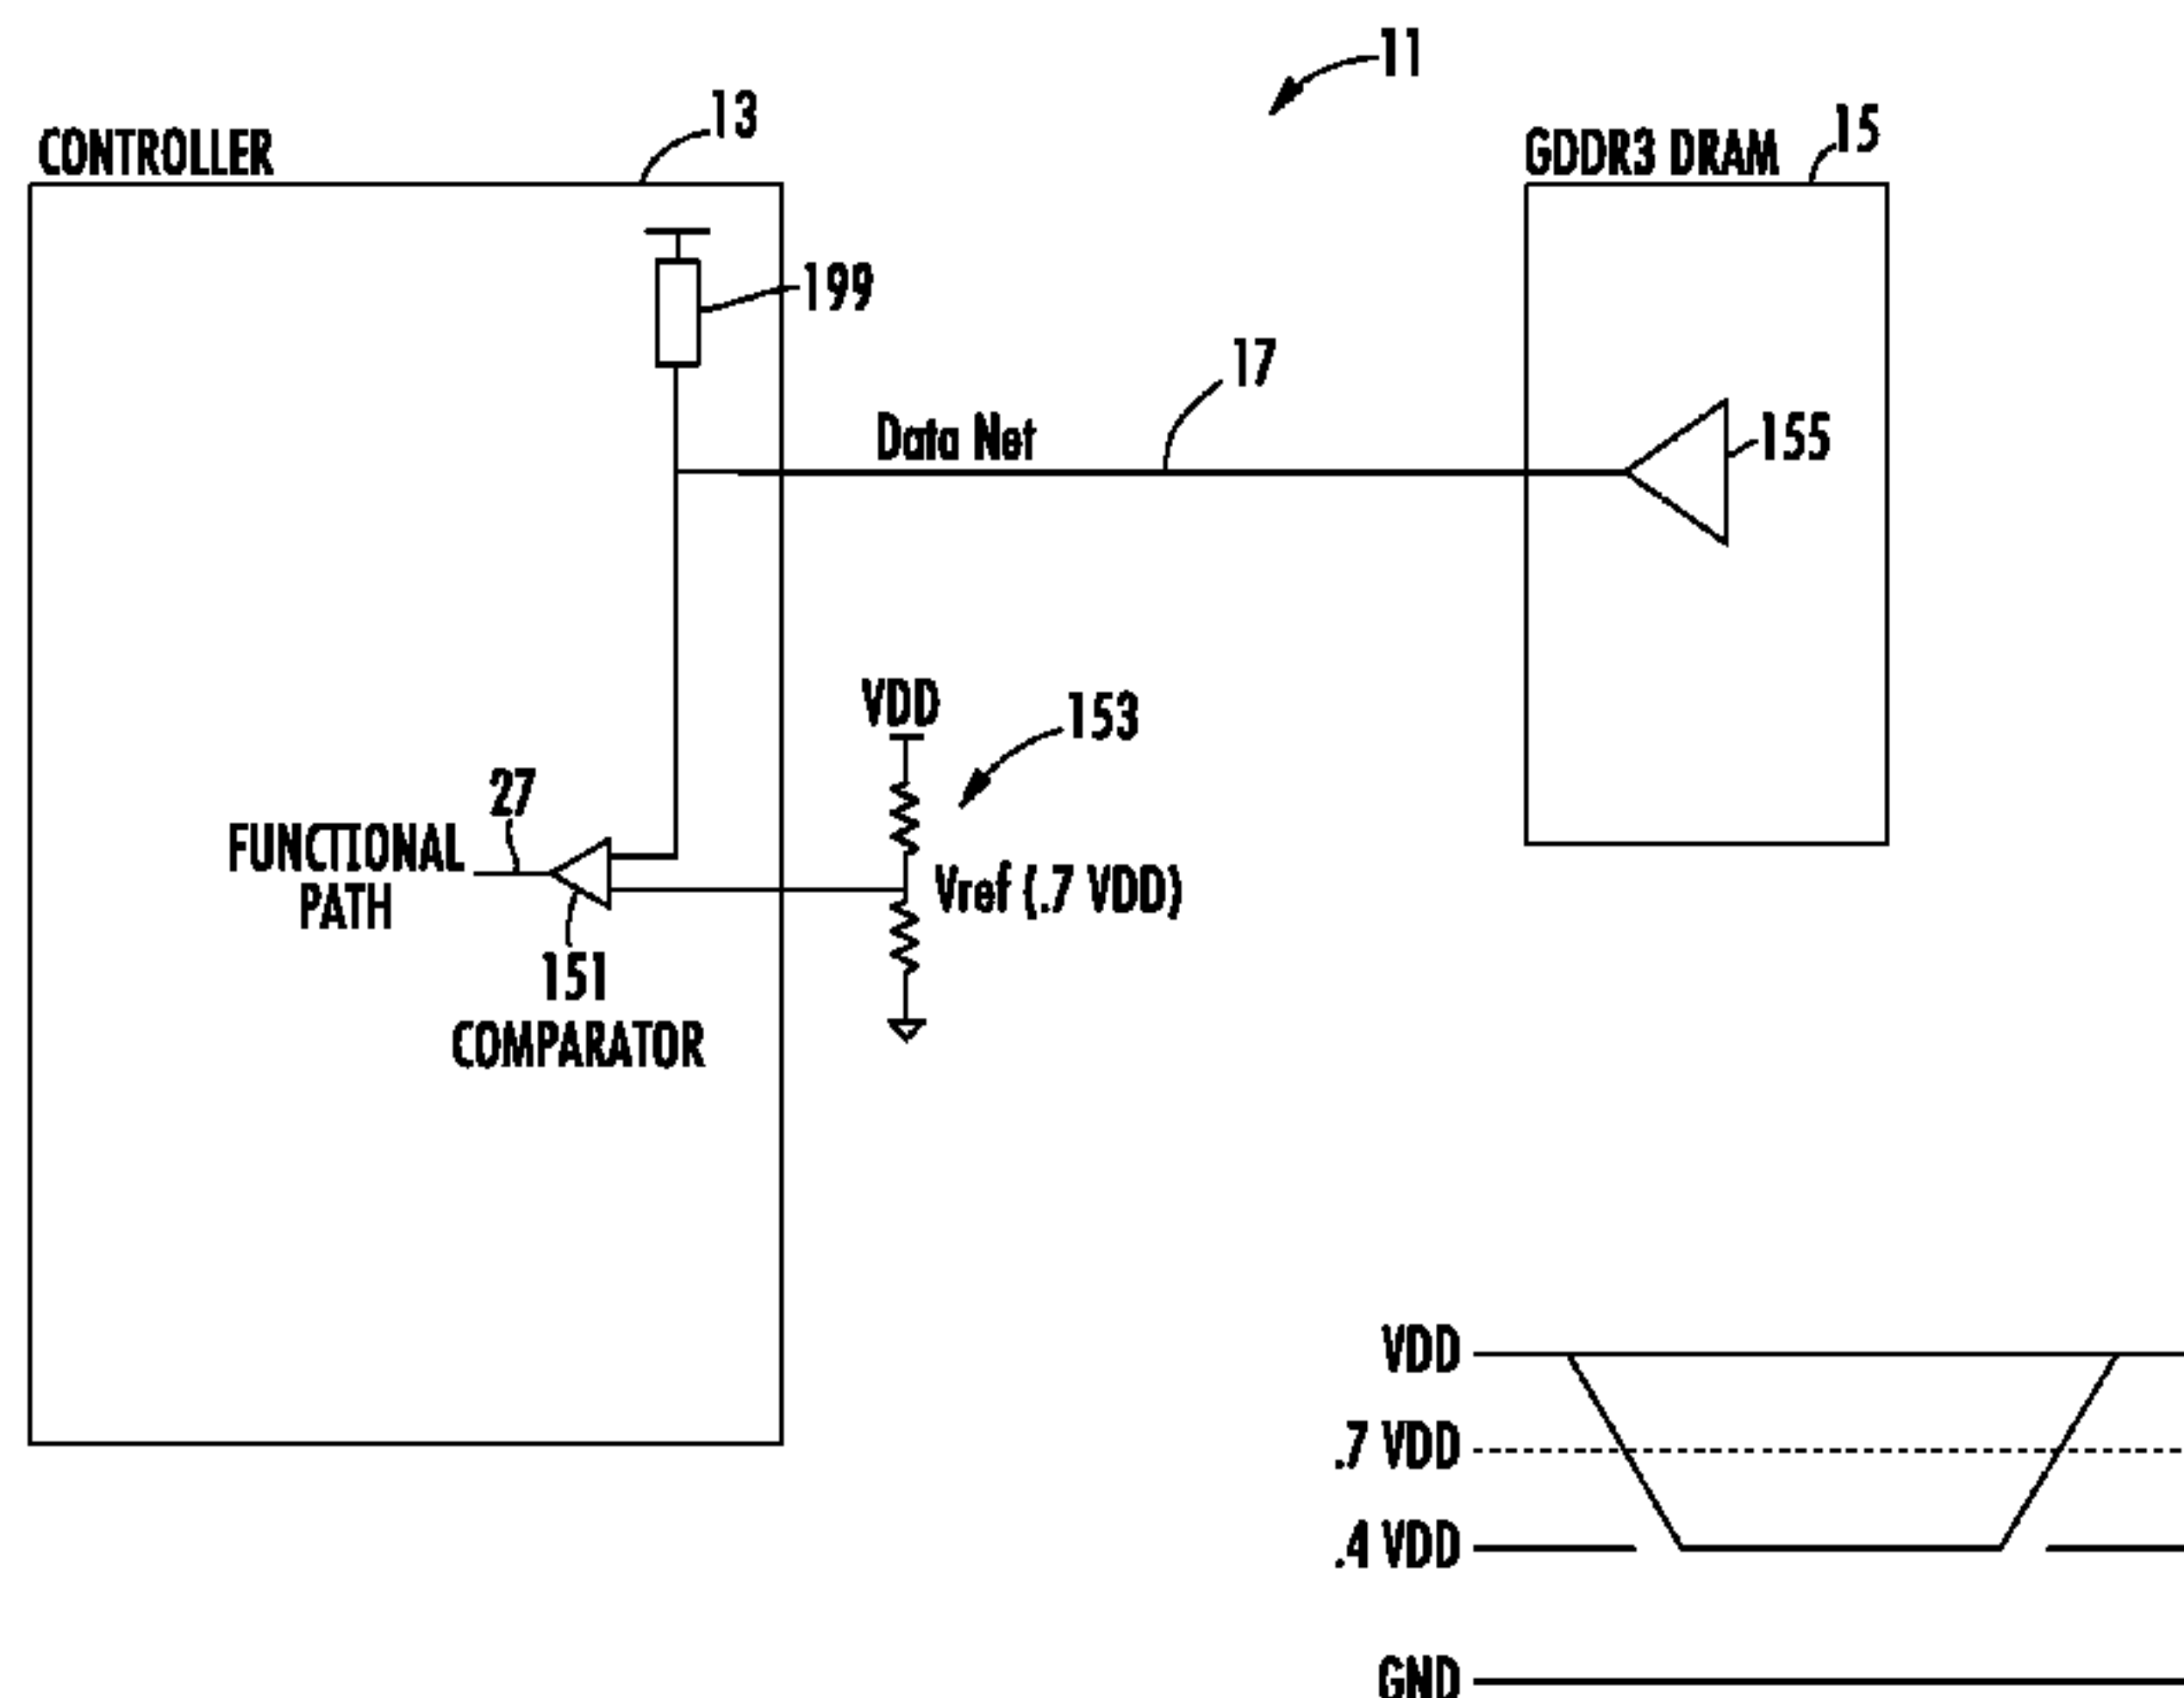 11
13
CONTROLLER
15
GDDR3 DRAM
199
17
Data Net
155
VDD
153
27
FUNCTIONAL
PATH
Vref (.7 VDD)
151
COMPARATOR
VDD
.7 VDD
.4 VDD
GND